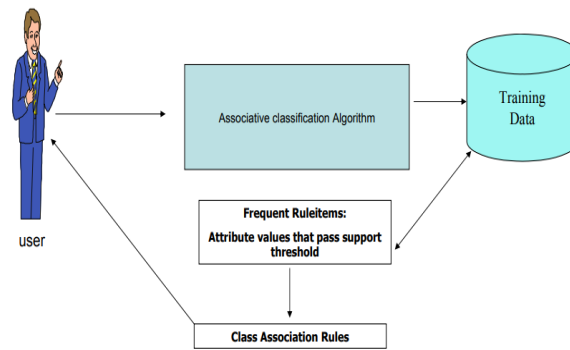 Associative classification Algorithm
Training
Data
user
Frequent Ruleitems:
Attribute values that pass support
threshold
Class Association Rules